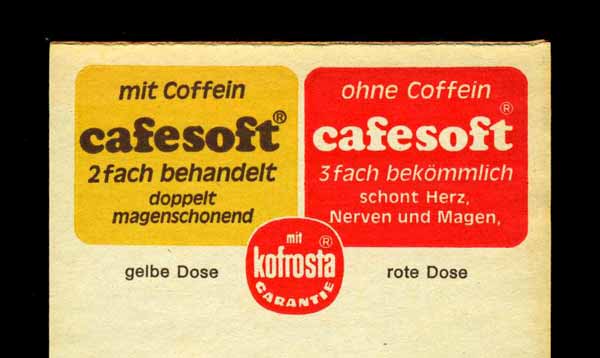 mit Coffein
cafesoft®
2fach behandelt
doppelt
magenschonend
ohne Coffein
cafesoft®
3fach bekömmlich
schont Herz,
Nerven und Magen,
mit
kofrosta®
GARANTIE
gelbe Dose
rote Dose